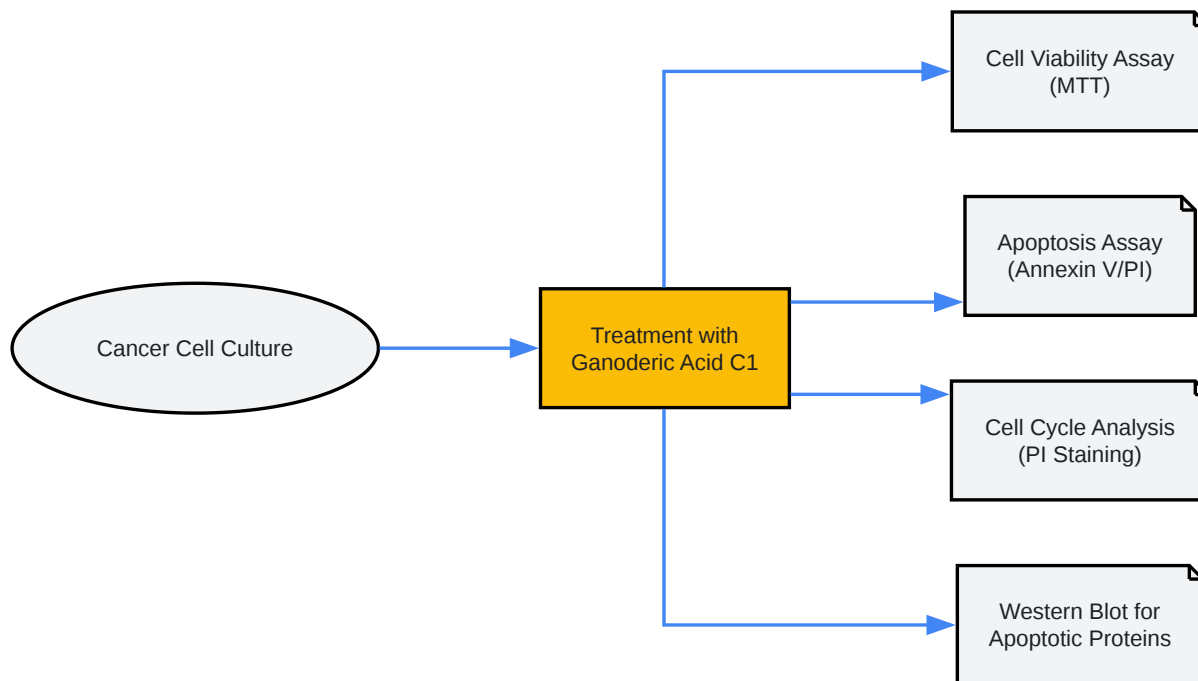 Cancer Cell Culture
Treatment with
Ganoderic Acid C1
Cell Viability Assay
(MTT)
Apoptosis Assay
(Annexin V/PI)
Cell Cycle Analysis
(PI Staining)
Western Blot for
Apoptotic Proteins